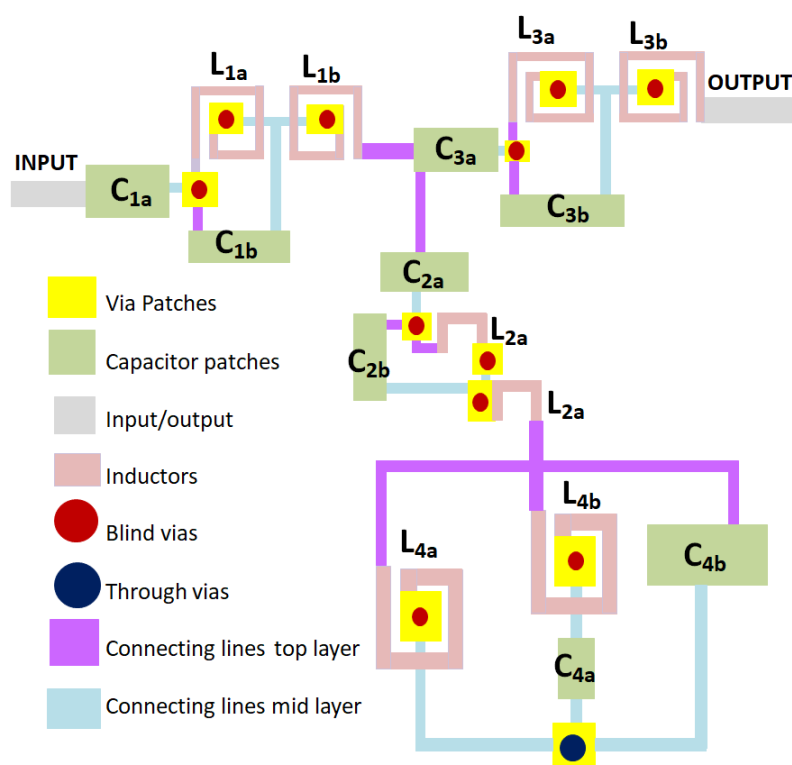 L3a
L3b
L1a
L1b
OUTPUT
INPUT
C3a
C1a
C3b
C1b
C2a
Via Patches
L2a
C2b
Capacitor patches
L2a
Input/output
Inductors
L4b
L4a
C4b
Blind vias
Through vias
Connecting lines top layer
C4a
Connecting lines mid layer